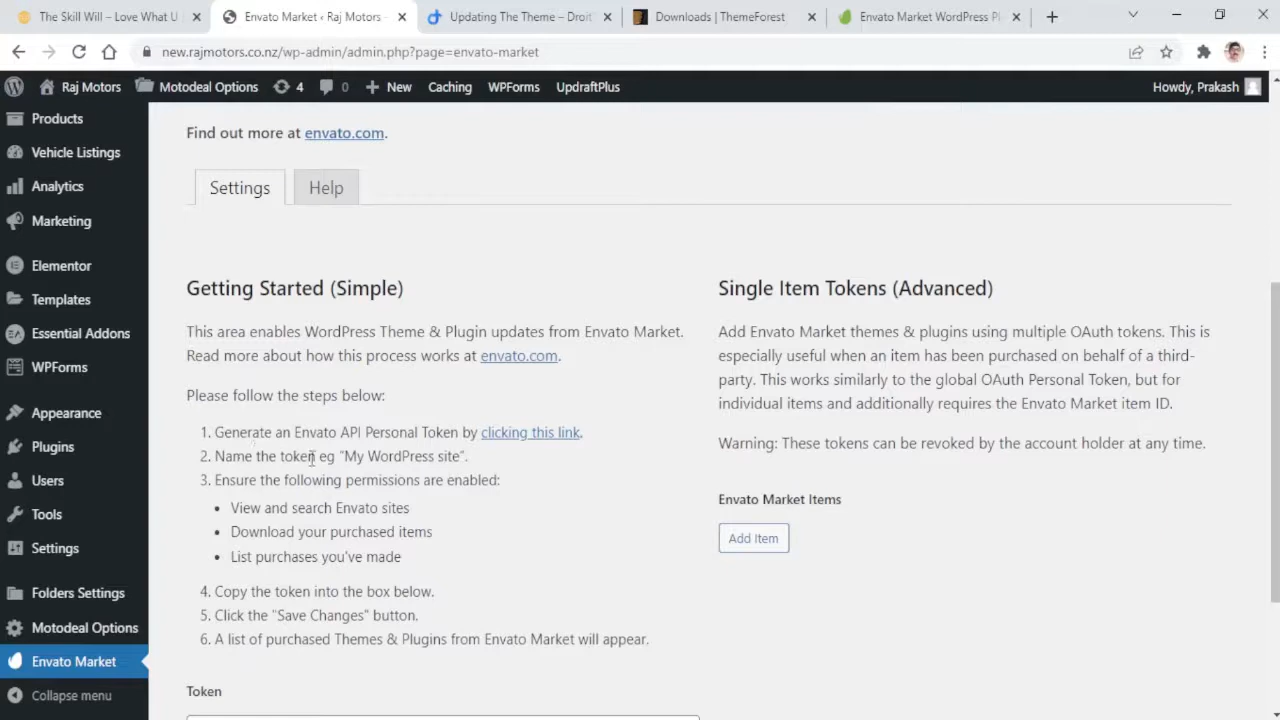 The Skill Will – Love What U
Envato Market ‹ Raj Motors
Updating The Theme – Droit
Downloads | ThemeForest
Envato Market WordPress Pl
new.rajmotors.co.nz/wp-admin/admin.php?page=envato-market
Raj Motors
Motodeal Options
4
0
New
Caching
WPForms
UpdraftPlus
Howdy, Prakash
Products
Vehicle Listings
Analytics
Marketing
Elementor
Templates
Essential Addons
WPForms
Appearance
Plugins
Users
Tools
Settings
Folders Settings
Motodeal Options
Envato Market
Collapse menu
Find out more at envato.com.
Settings
Help
Getting Started (Simple)
This area enables WordPress Theme & Plugin updates from Envato Market.
Read more about how this process works at envato.com.
Please follow the steps below:
1. Generate an Envato API Personal Token by clicking this link.
2. Name the token eg "My WordPress site".
3. Ensure the following permissions are enabled:
• View and search Envato sites
• Download your purchased items
• List purchases you've made
4. Copy the token into the box below.
5. Click the "Save Changes" button.
6. A list of purchased Themes & Plugins from Envato Market will appear.
Token
Single Item Tokens (Advanced)
Add Envato Market themes & plugins using multiple OAuth tokens. This is
especially useful when an item has been purchased on behalf of a third-
party. This works similarly to the global OAuth Personal Token, but for
individual items and additionally requires the Envato Market item ID.
Warning: These tokens can be revoked by the account holder at any time.
Envato Market Items
Add Item